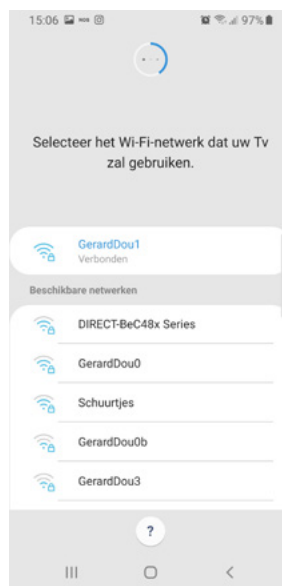 15:06 97%
Selecteer het Wi-Fi-netwerk dat uw Tv
zal gebruiken.
GerardDou1
Verbonden
Beschikbare netwerken
DIRECT-BeC48x Series
GerardDou0
Schuurtjes
GerardDou0b
GerardDou3
?